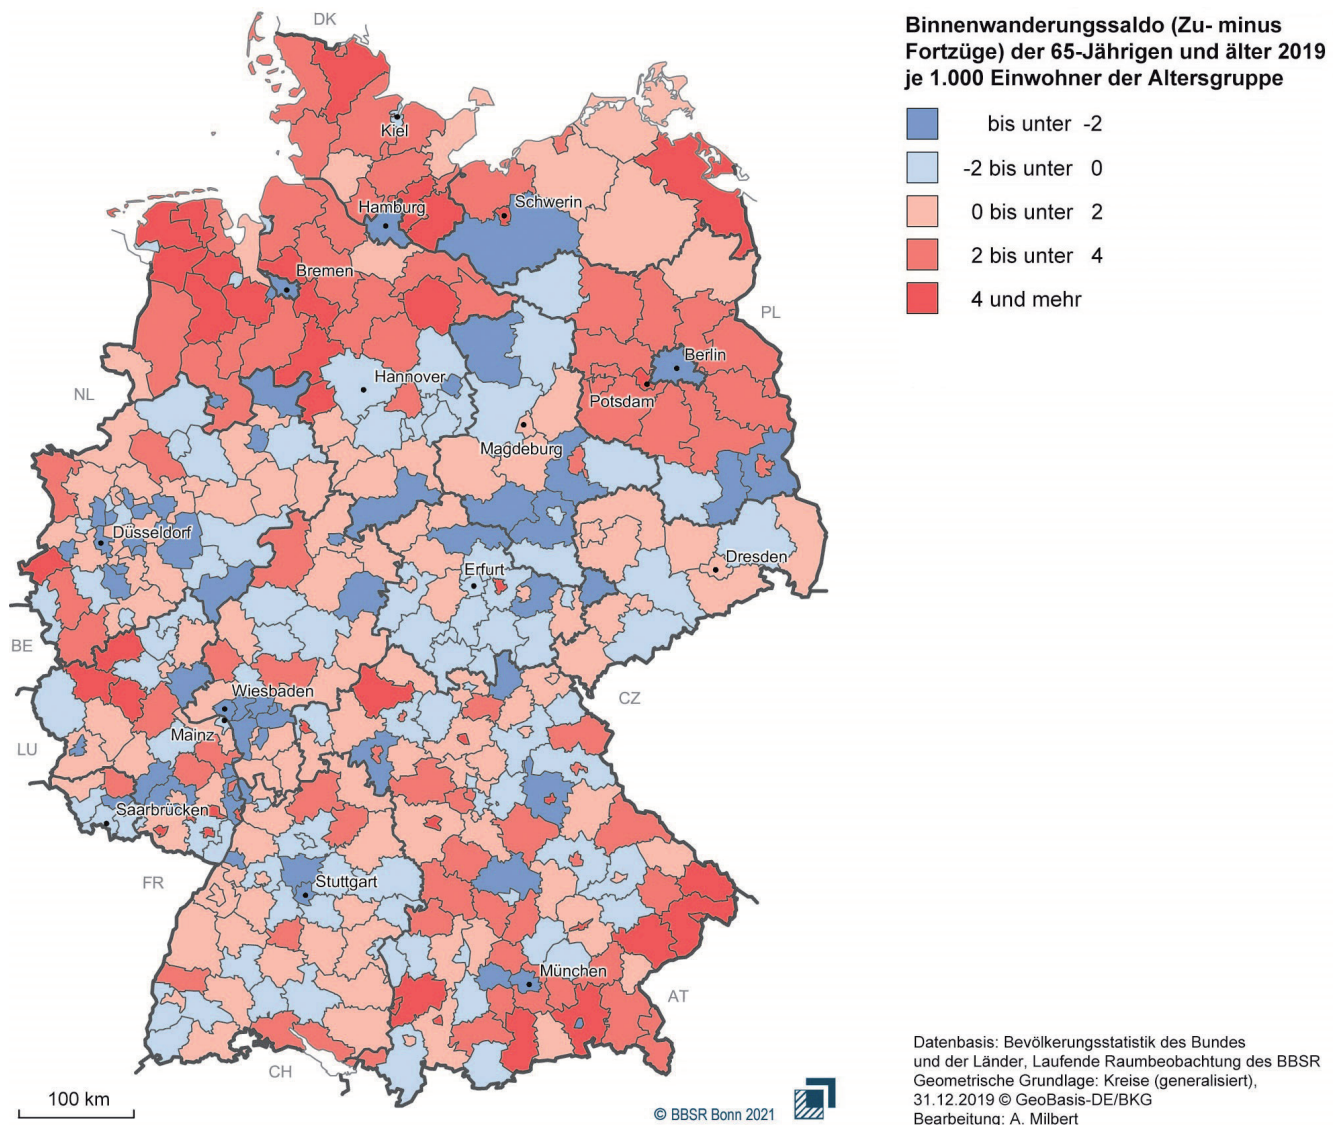 Binnenwanderungssaldo (Zu- minus
Fortzüge) der 65-Jährigen und älter 2019
je 1.000 Einwohner der Altersgruppe
bis unter -2
-2 bis unter 0
0 bis unter 2
2 bis unter 4
4 und mehr
DK
Kiel
Hamburg
Schwerin
Bremen
PL
Berlin
Hannover
NL
Potsdam
Magdeburg
Düsseldorf
Dresden
Erfurt
BE
Wiesbaden
CZ
Mainz
LU
Saarbrücken
FR
Stuttgart
München
AT
CH
100 km
© BBSR Bonn 2021
Datenbasis: Bevölkerungsstatistik des Bundes
und der Länder, Laufende Raumbeobachtung des BBSR
Geometrische Grundlage: Kreise (generalisiert),
31.12.2019 © GeoBasis-DE/BKG
Bearbeitung: A. Milbert